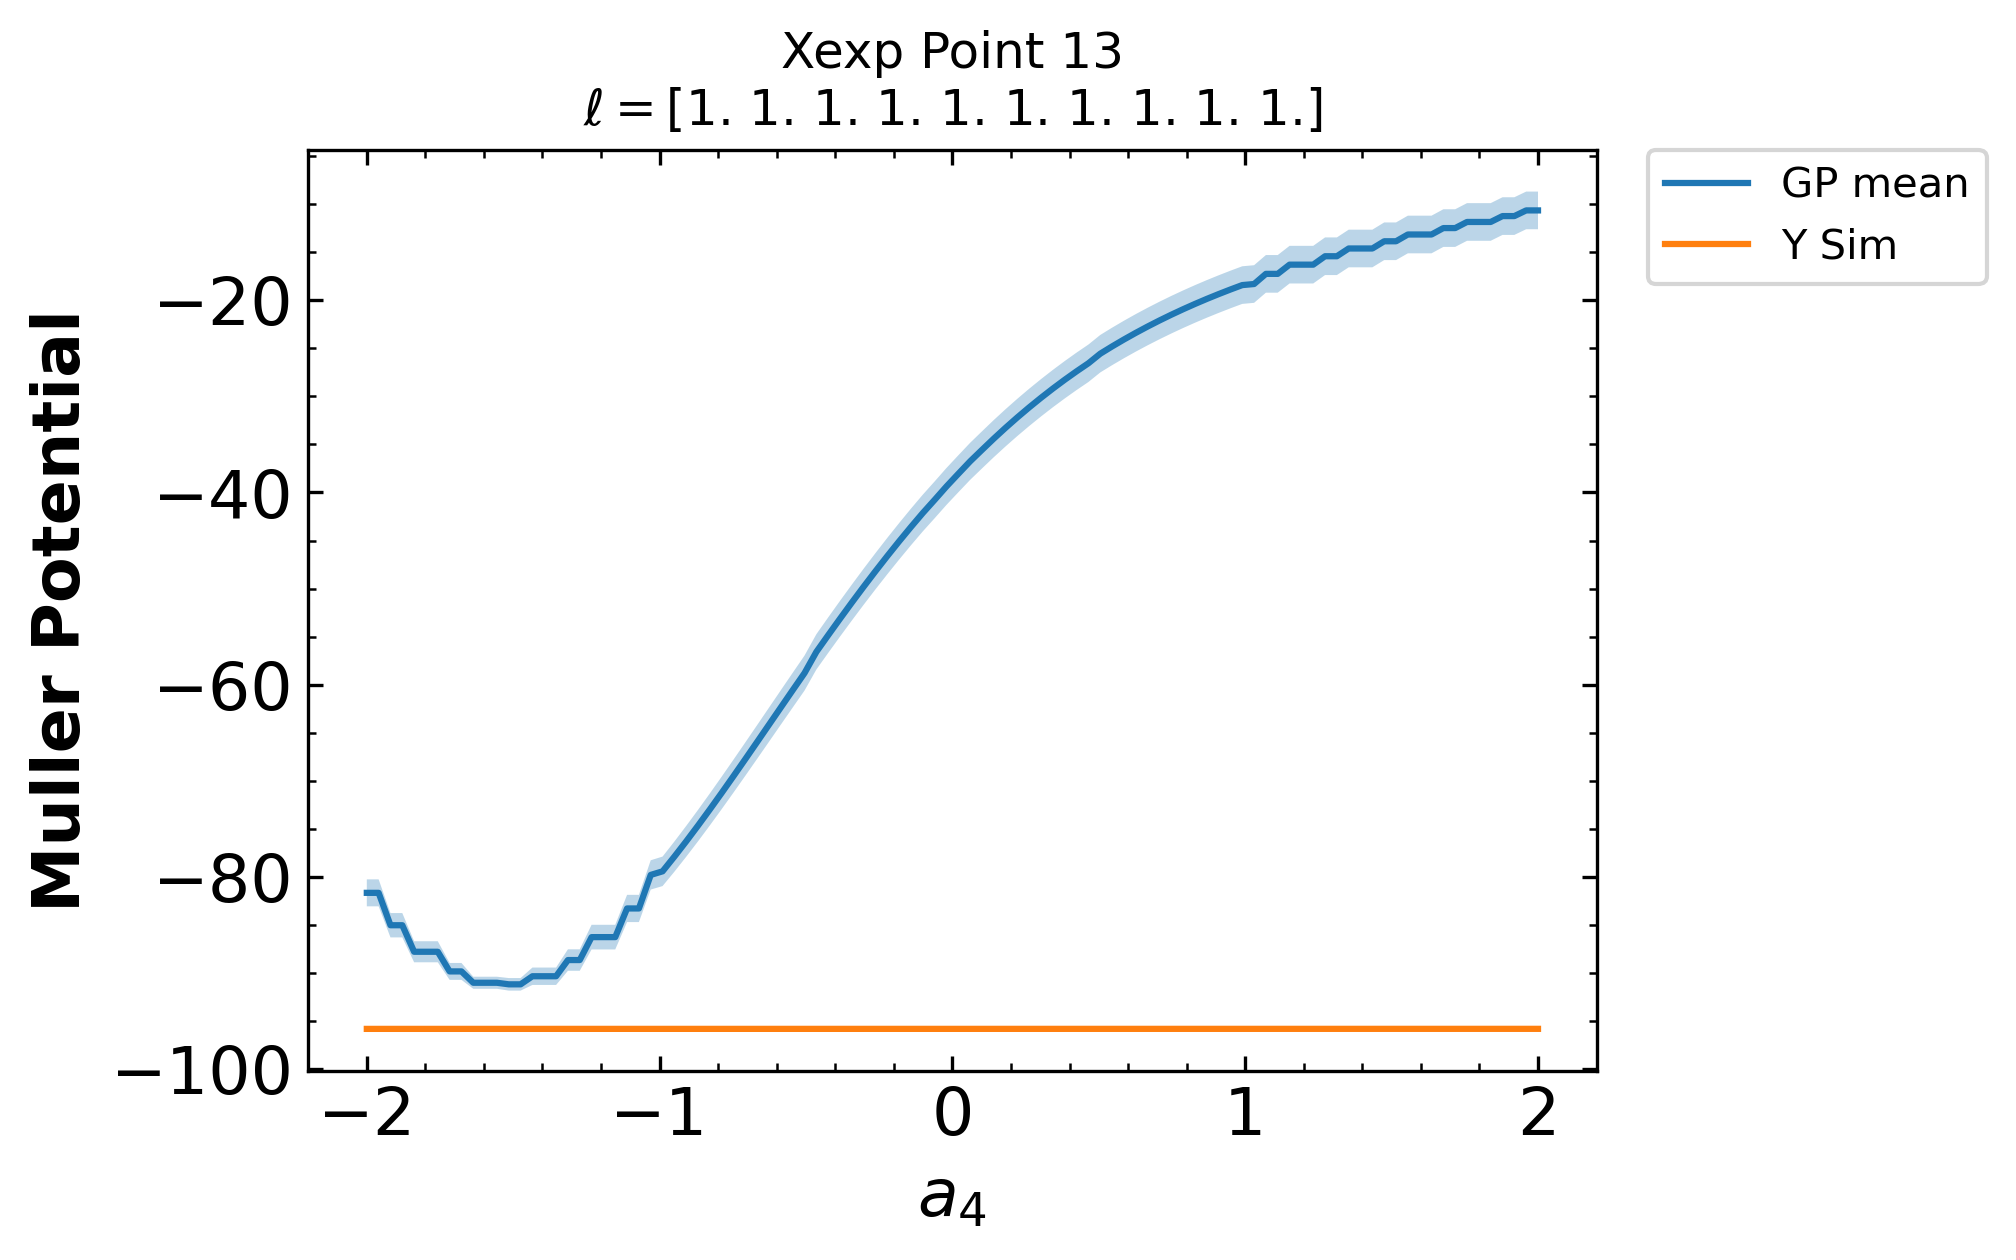 Xexp Point 13
ℓ = [1. 1. 1. 1. 1. 1. 1. 1. 1. 1.]
GP mean
Y Sim
Muller Potential
−20
−40
−60
−80
−100
−2
−1
0
1
2
a₄